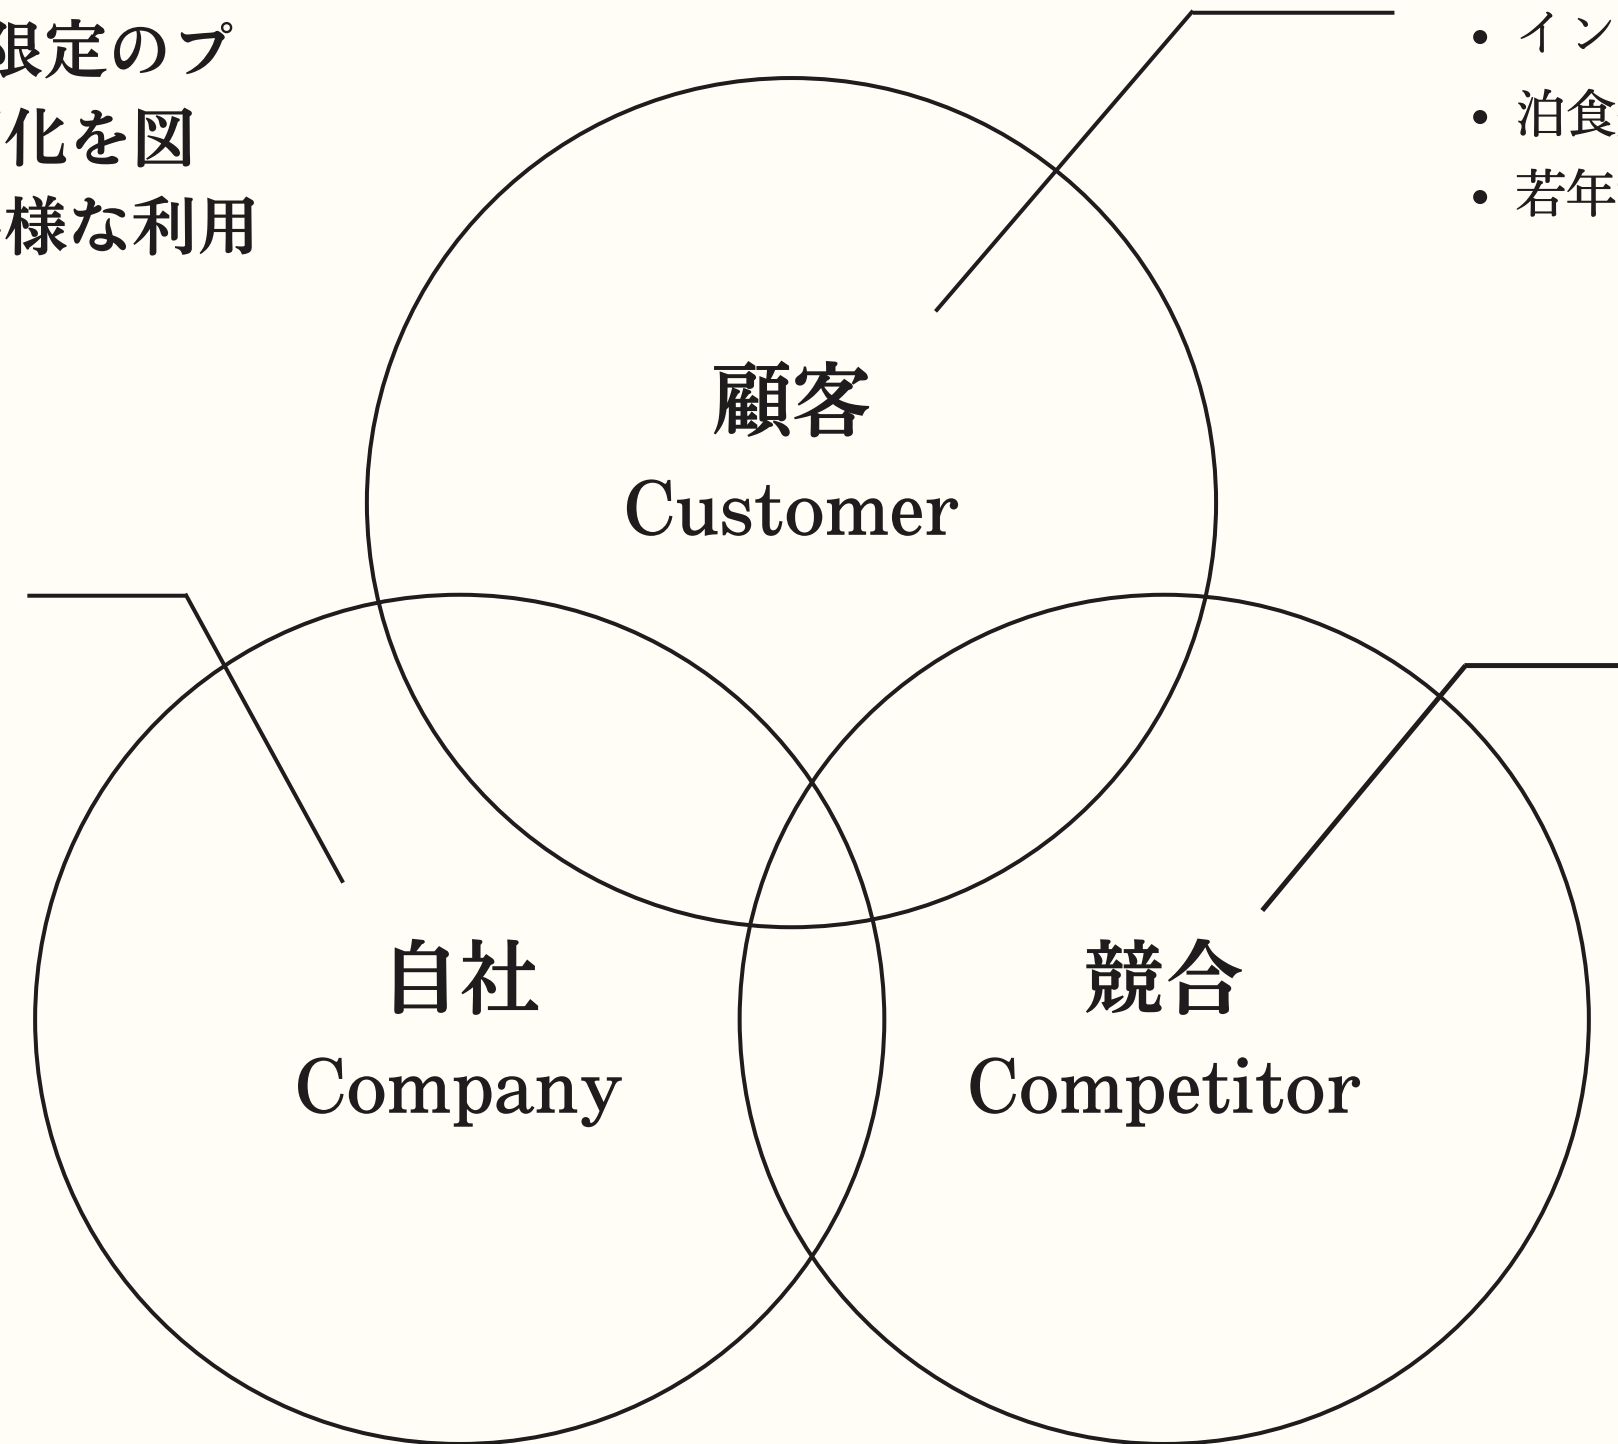 限定のプ
化を図
様な利用
• イン
• 泊食
• 若年
顧客
Customer
自社
Company
競合
Competitor